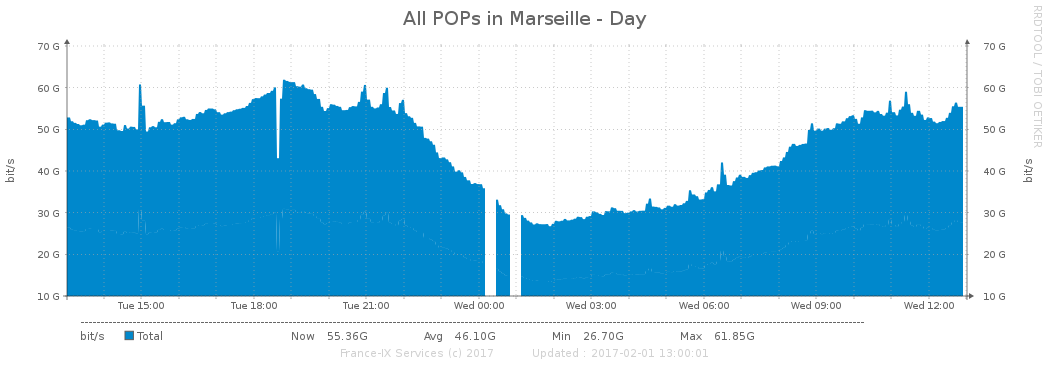 All POPs in Marseille - Day
RRDTOOL / TOBI OETIKER
bit/s
70 G 70 G
60 G 60 G
50 G 50 G
40 G 40 G
30 G 30 G
20 G 20 G
10 G 10 G
bit/s
Tue 15:00 Tue 18:00 Tue 21:00 Wed 00:00 Wed 03:00 Wed 06:00 Wed 09:00 Wed 12:00
bit/s Total Now 55.36G Avg 46.10G Min 26.70G Max 61.85G
France-IX Services (c) 2017 Updated : 2017-02-01 13:00:01